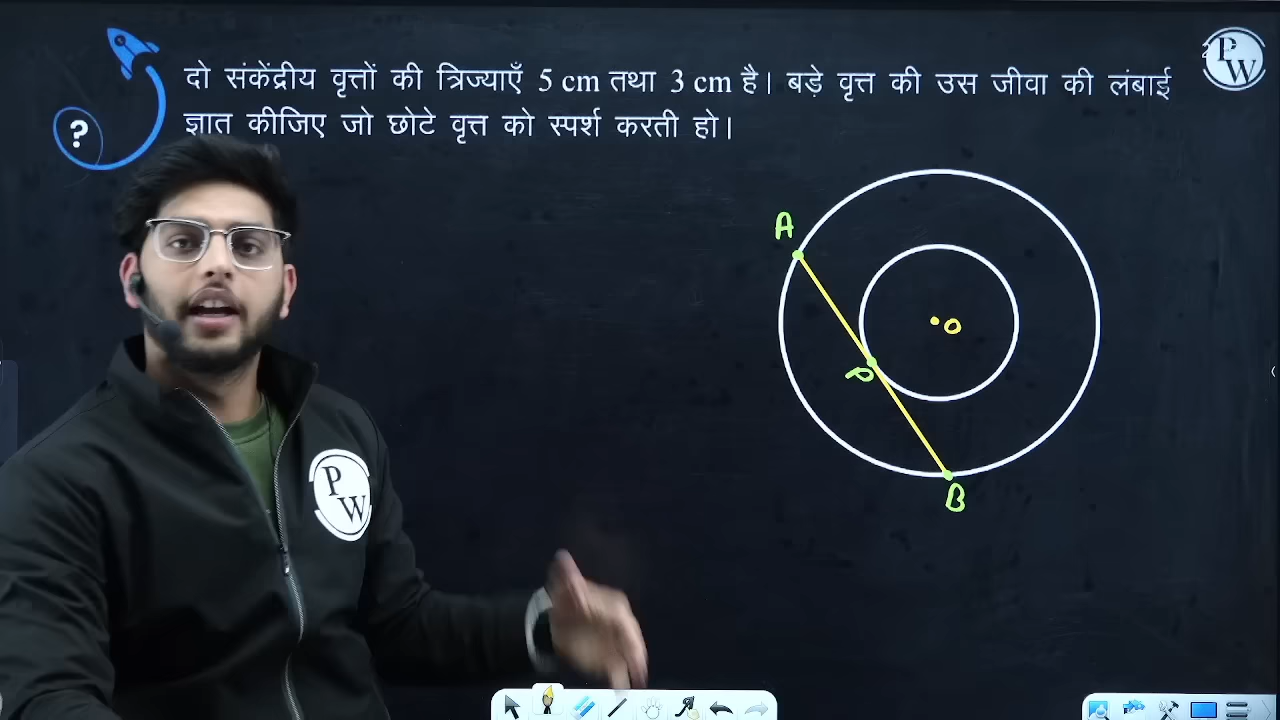 दो संकेंद्रीय वृत्तों की त्रिज्याएँ 5 cm तथा 3 cm है। बड़े वृत्त की उस जीवा की लंबाई
ज्ञात कीजिए जो छोटे वृत्त को स्पर्श करती हो।
?
PW
A
O
P
B
PW